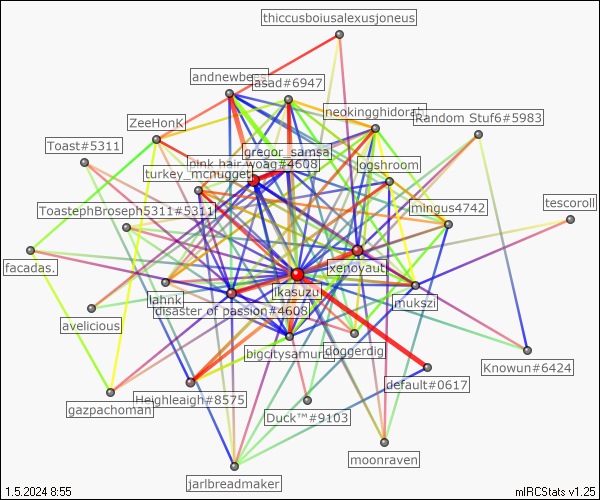 thiccusboiusalexusjoneus
andnewbees
asad#6947
neokingghidorah
Random Stuf6#5983
ZeeHonK
Toast#5311
gregor_samsa
pink hair woag#4608
turkey_mcnugget
ogshroom
tescoroll
ToastephBroseph5311#5311
mingus4742
facadas.
xenoyaut
lahnk
ikasuzu
mukszi
disaster of passion#4608
avelicious
bigcitysamurai
doggerdig
Knowun#6424
default#0617
Heighleaigh#8575
gazpachoman
Duck™#9103
moonraven
jarlbreadmaker
1.5.2024 8:55
mIRCStats v1.25